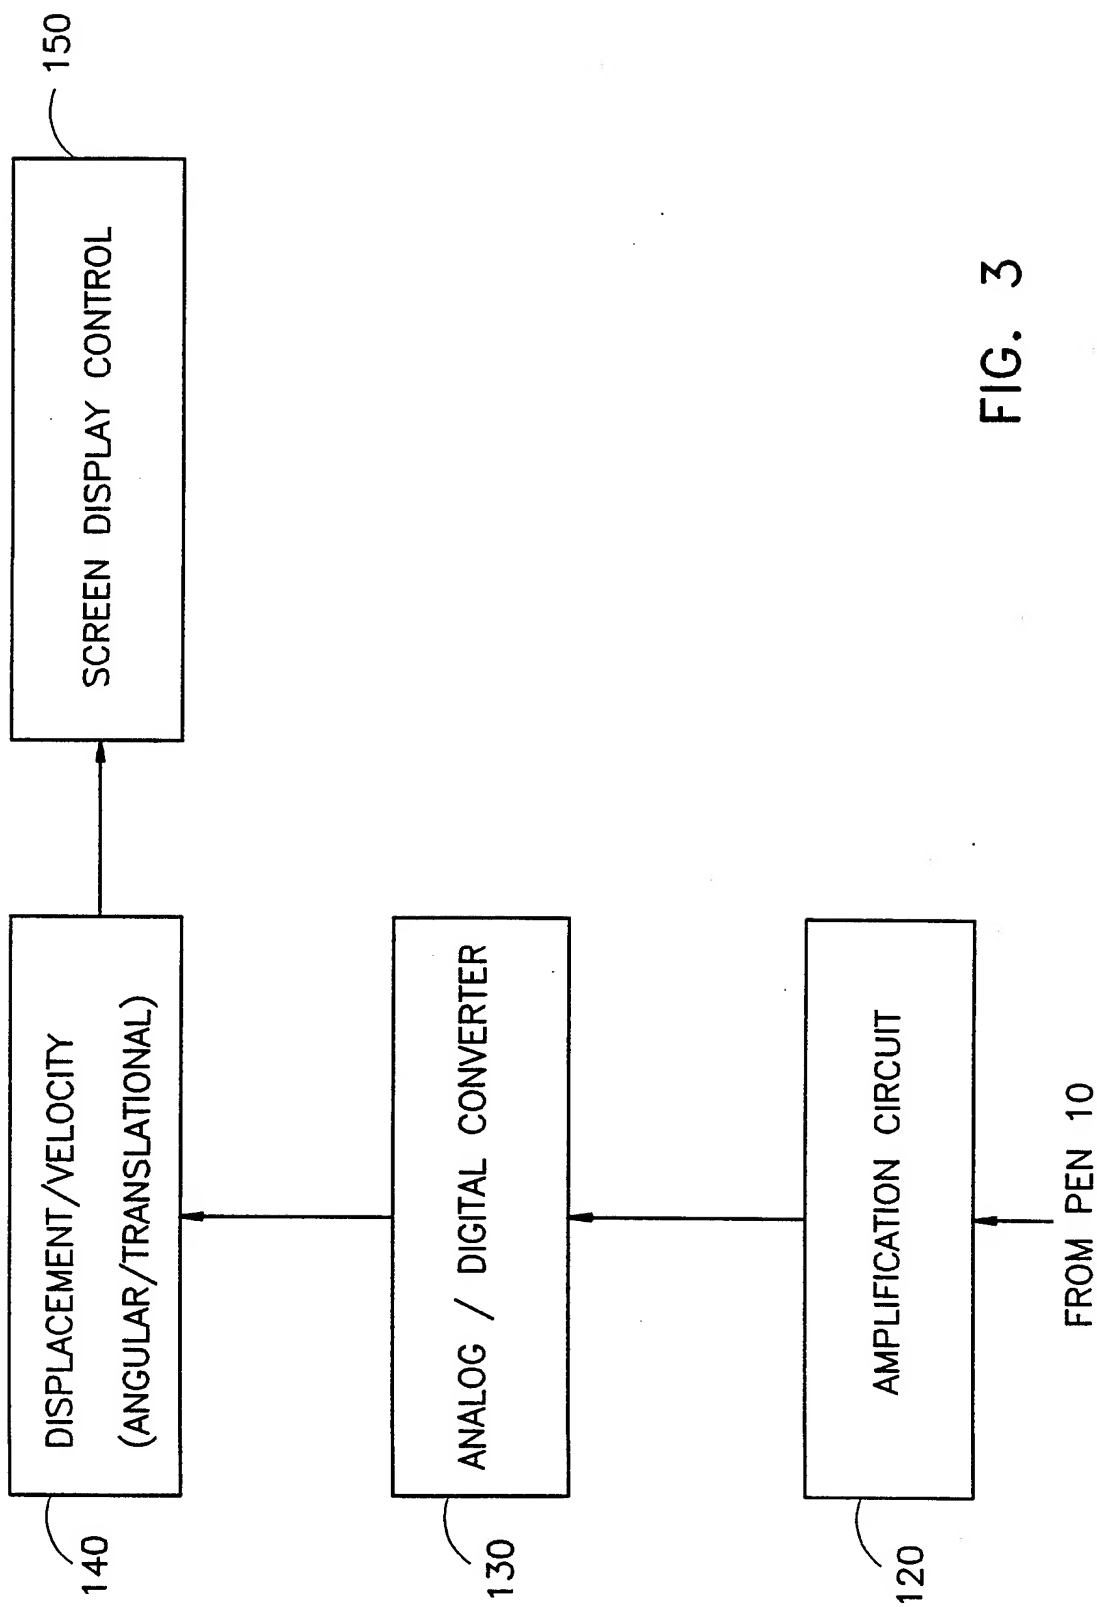 140
DISPLACEMENT/VELOCITY
(ANGULAR/TRANSLATIONAL)
150
SCREEN DISPLAY CONTROL
130
ANALOG / DIGITAL CONVERTER
120
AMPLIFICATION CIRCUIT
FROM PEN 10
FIG. 3